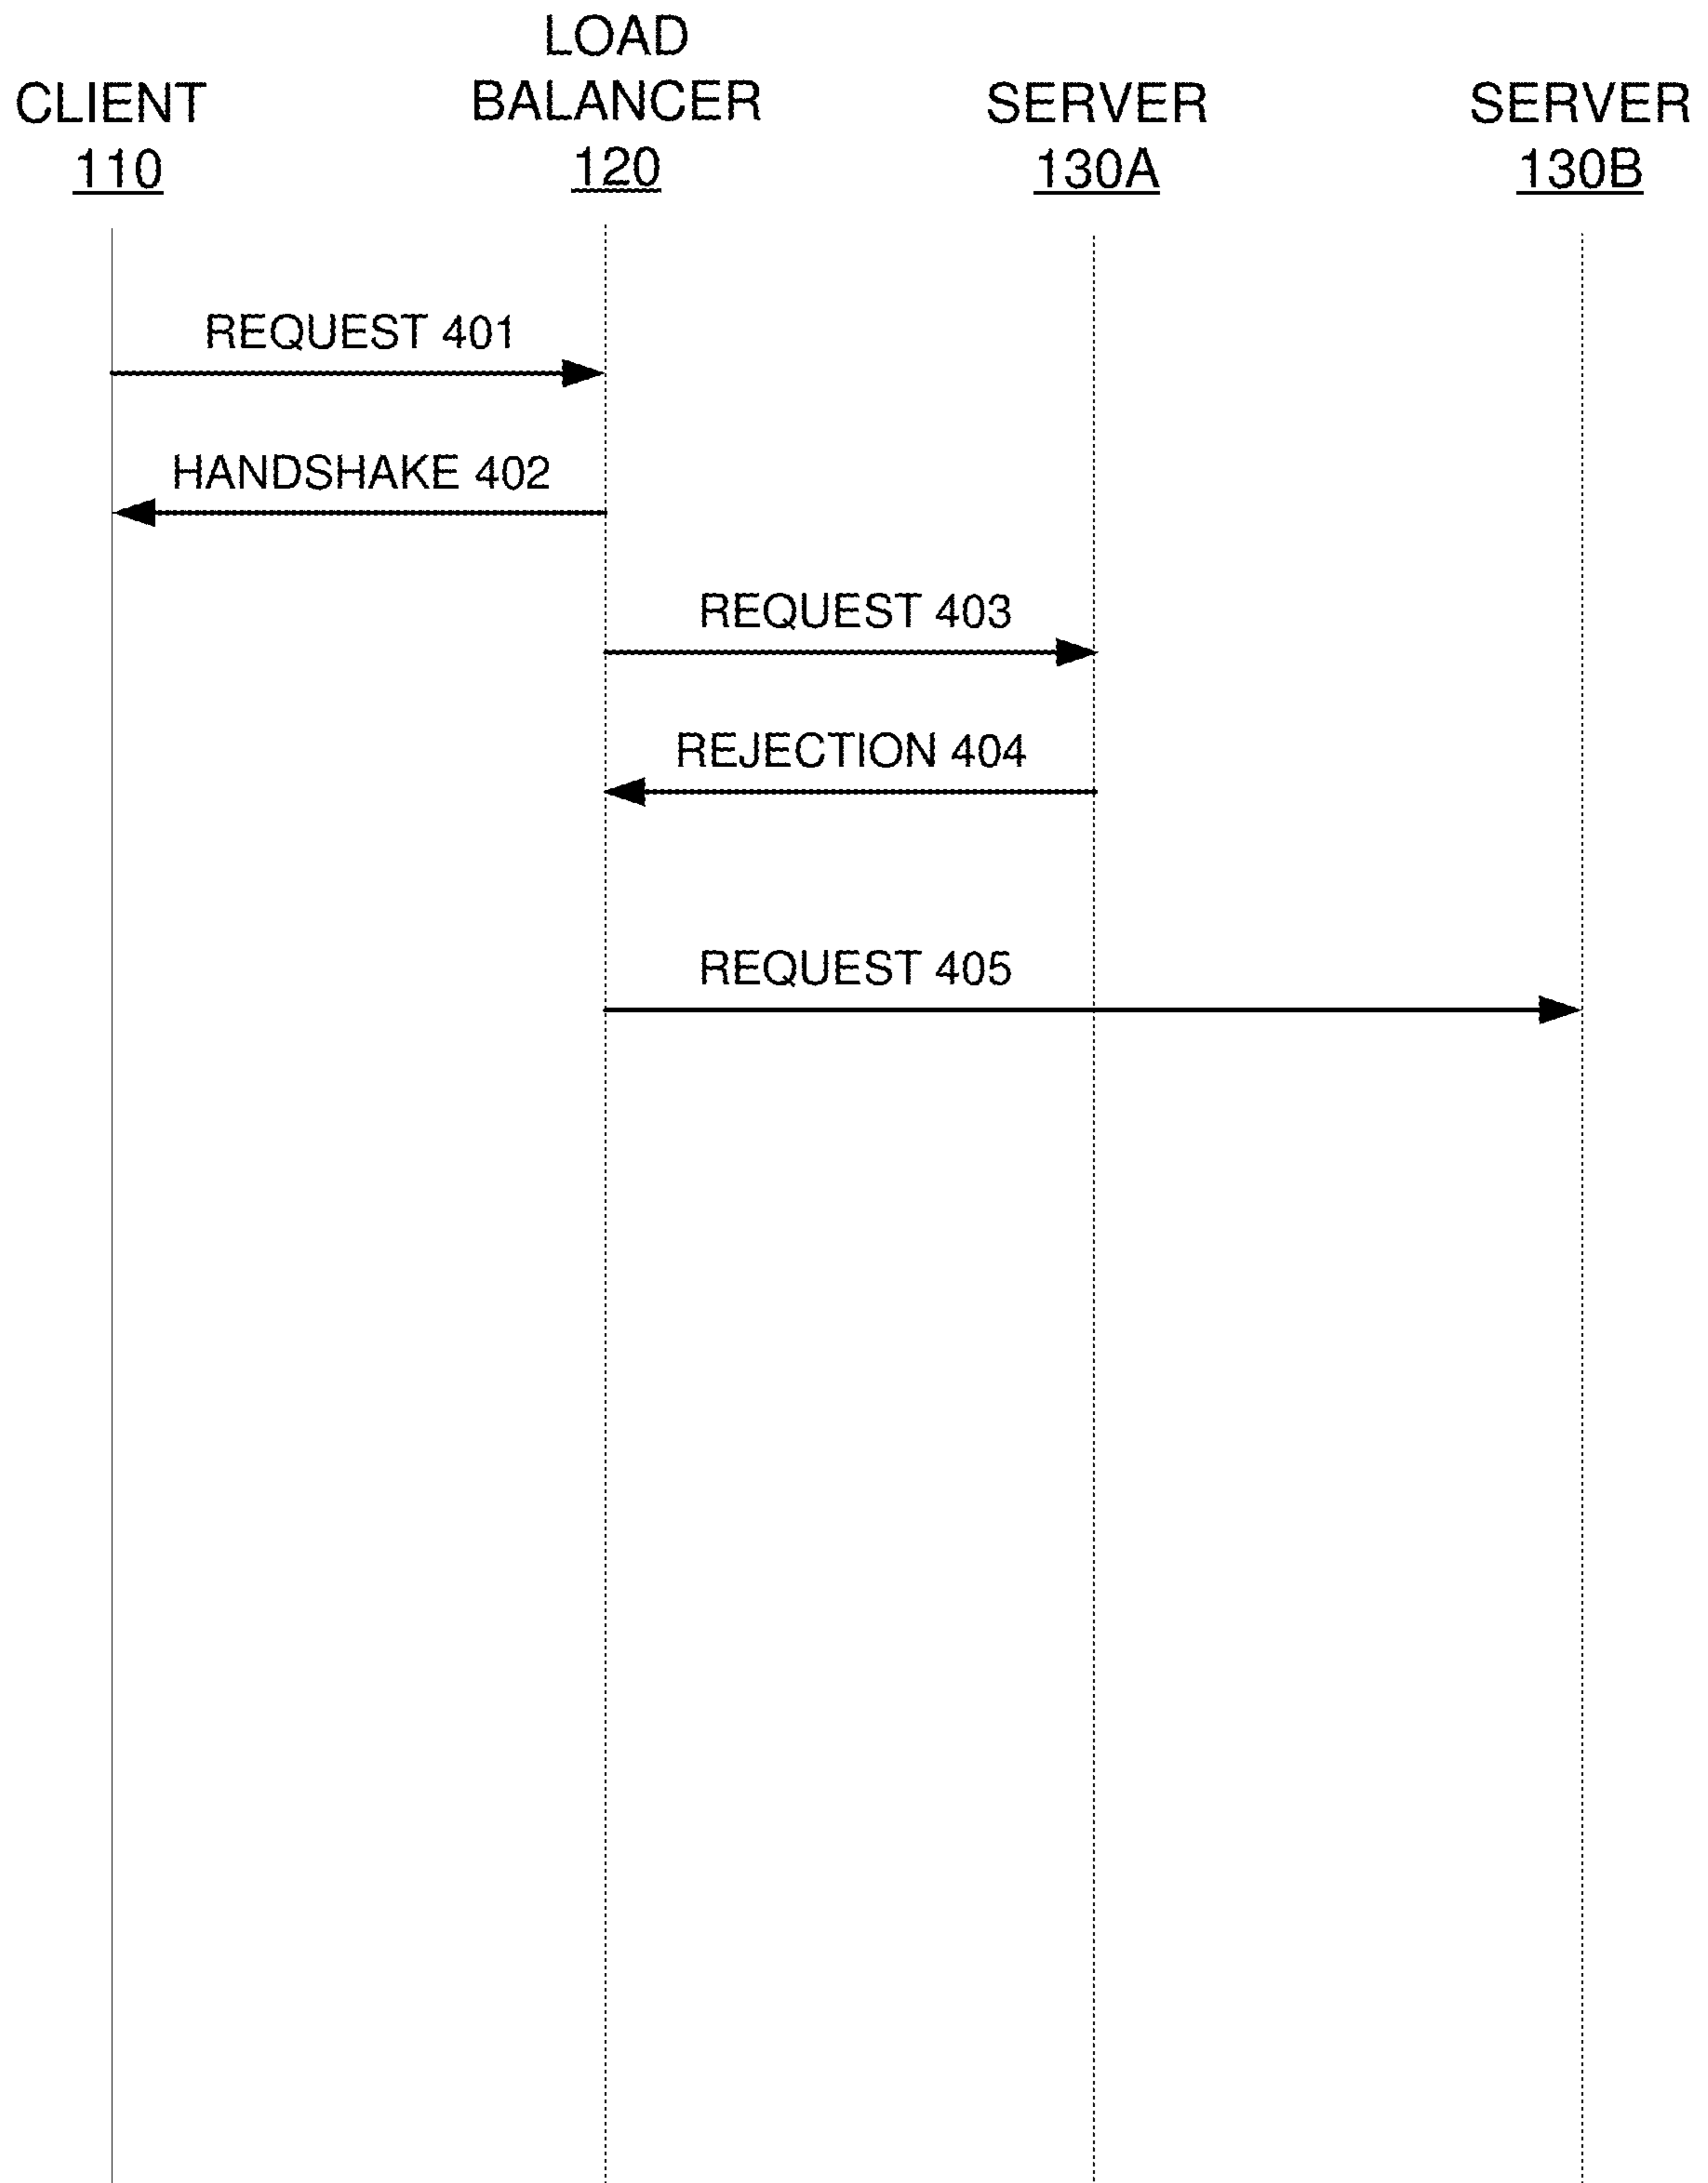 CLIENT
110
LOAD
BALANCER
120
SERVER
130A
SERVER
130B
REQUEST 401
HANDSHAKE 402
REQUEST 403
REJECTION 404
REQUEST 405